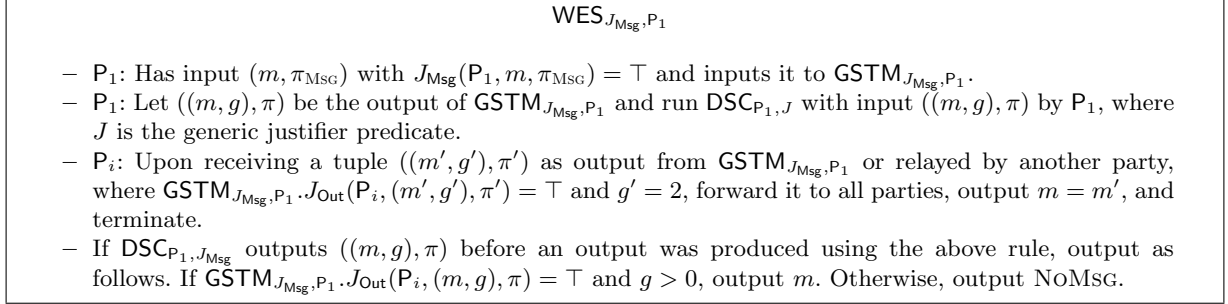 WES_{J_Msg,P_1}
– P_1: Has input (m, π_MSG) with J_Msg(P_1, m, π_MSG) = ⊤ and inputs it to GSTM_{J_Msg,P_1}.
– P_1: Let ((m, g), π) be the output of GSTM_{J_Msg,P_1} and run DSC_{P_1,J} with input ((m, g), π) by P_1, where
J is the generic justifier predicate.
– P_i: Upon receiving a tuple ((m′, g′), π′) as output from GSTM_{J_Msg,P_1} or relayed by another party,
where GSTM_{J_Msg,P_1}.J_Out(P_i, (m′, g′), π′) = ⊤ and g′ = 2, forward it to all parties, output m = m′, and
terminate.
– If DSC_{P_1,J_Msg} outputs ((m, g), π) before an output was produced using the above rule, output as
follows. If GSTM_{J_Msg,P_1}.J_Out(P_i, (m, g), π) = ⊤ and g > 0, output m. Otherwise, output NOMSG.